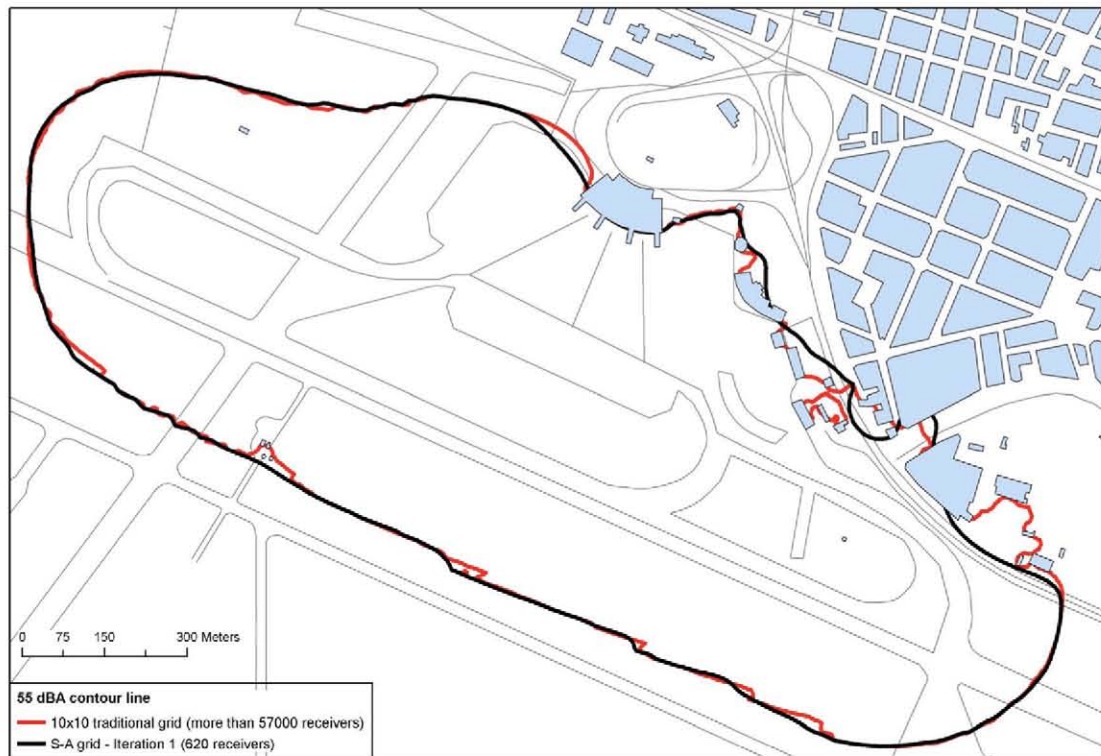 0 75 150 300 Meters
55 dBA contour line
10x10 traditional grid (more than 57000 receivers)
S-A grid - Iteration 1 (620 receivers)